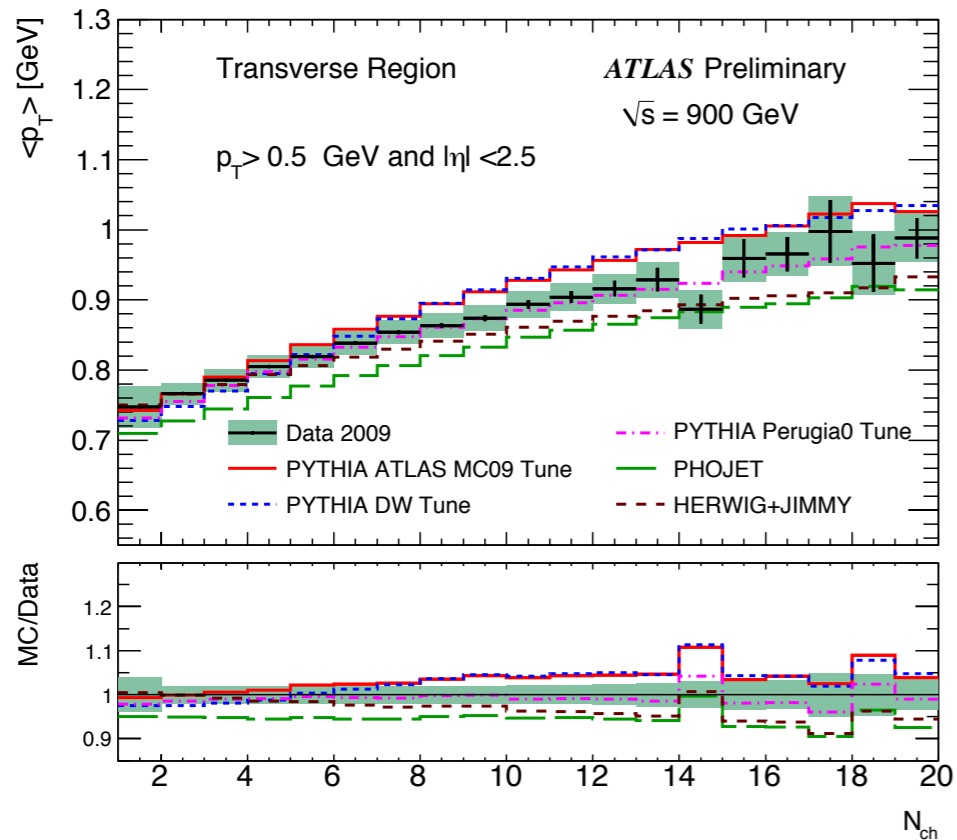 <p_T> [GeV]
1.3
1.2
1.1
1
0.9
0.8
0.7
0.6
Transverse Region
ATLAS Preliminary
√s = 900 GeV
p_T> 0.5 GeV and |η| <2.5
Data 2009
PYTHIA ATLAS MC09 Tune
PYTHIA DW Tune
PYTHIA Perugia0 Tune
PHOJET
HERWIG+JIMMY
MC/Data
1.2
1.1
1
0.9
2 4 6 8 10 12 14 16 18 20
N_ch